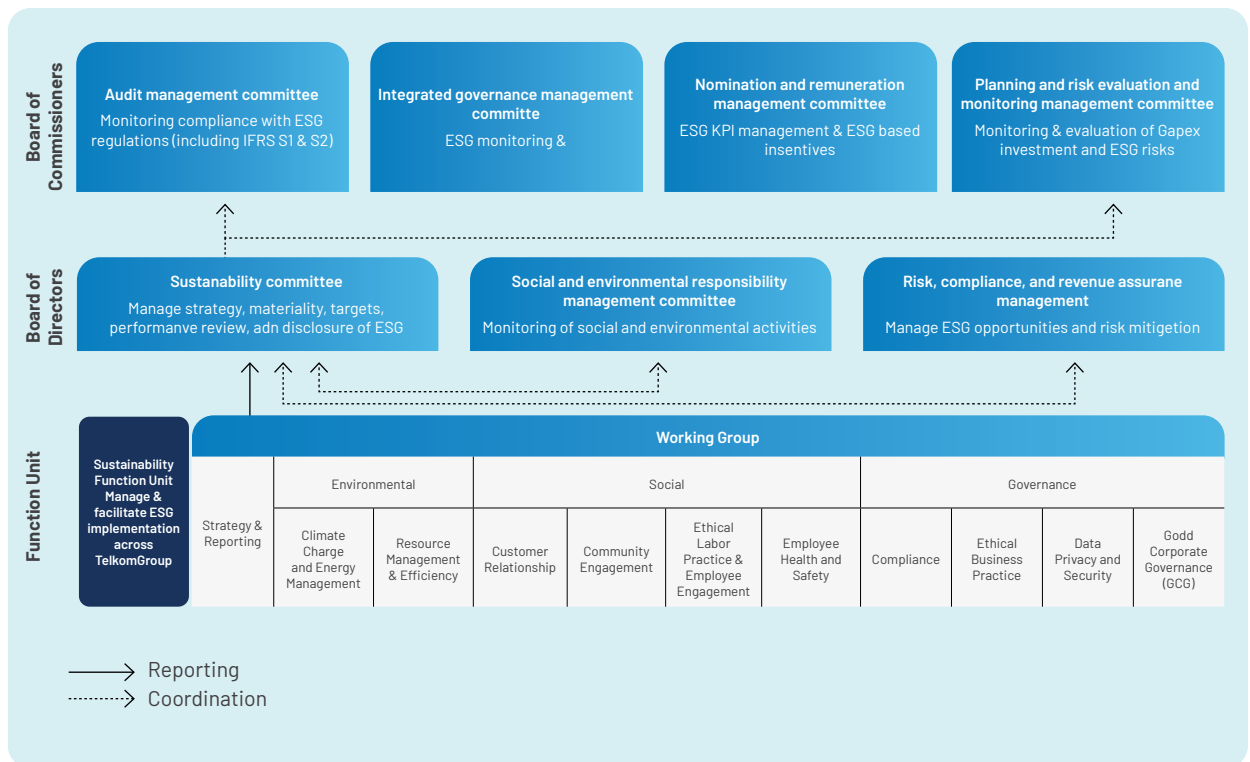 Board of
Commissioners
Audit management committee
Monitoring compliance with ESG
regulations (including IFRS S1 & S2)
Integrated governance management
committe
ESG monitoring &
Nomination and remuneration
management committee
ESG KPI management & ESG based
insentives
Planning and risk evaluation and
monitoring management committee
Monitoring & evaluation of Gapex
investment and ESG risks
Board of
Directors
Sustanability committee
Manage strategy, materiality, targets,
performanve review, adn disclosure of ESG
Social and environmental responsibility
management committee
Monitoring of social and environmental activities
Risk, compliance, and revenue assurane
management
Manage ESG opportunities and risk mitigetion
Function Unit
Sustainability
Function Unit
Manage &
facilitate ESG
implementation
across
TelkomGroup
Working Group
Strategy &
Reporting
Environmental
Climate
Charge
and Energy
Management
Resource
Management
& Efficiency
Social
Customer
Relationship
Community
Engagement
Ethical
Labor
Practice &
Employee
Engagement
Employee
Health and
Safety
Governance
Compliance
Ethical
Business
Practice
Data
Privacy and
Security
Godd
Corporate
Governance
(GCG)
Reporting
Coordination